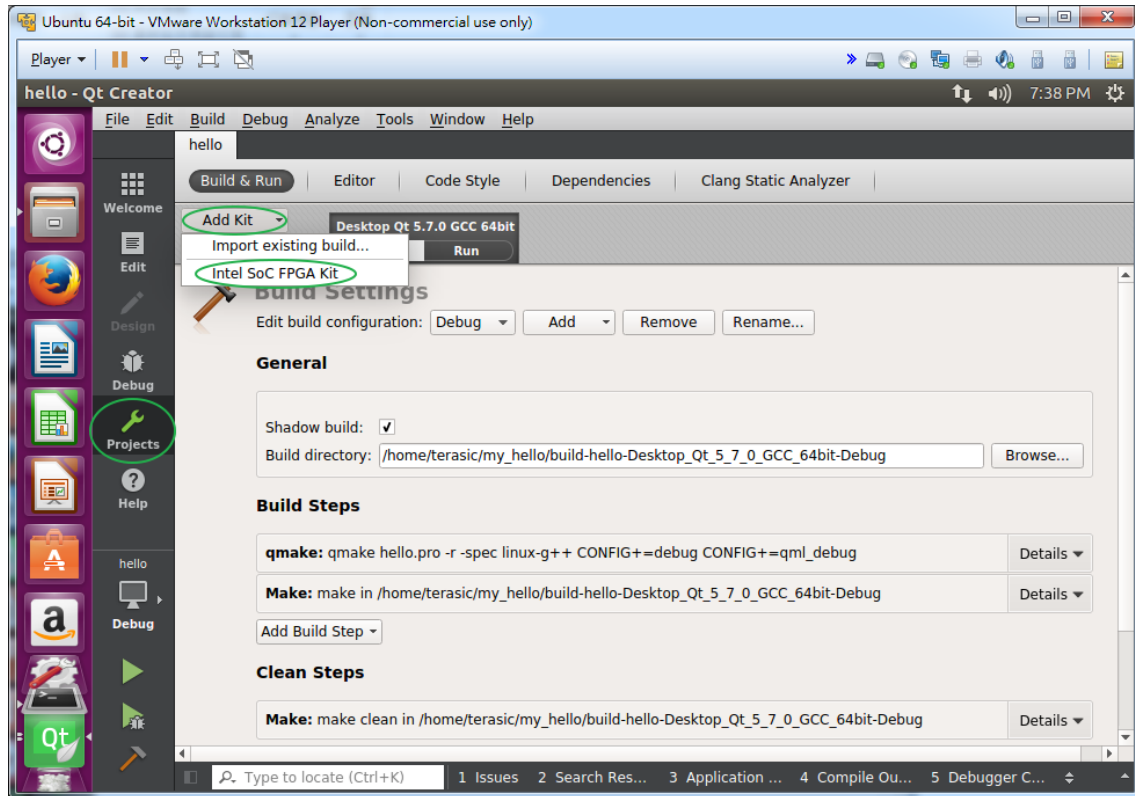 Ubuntu 64-bit - VMware Workstation 12 Player (Non-commercial use only)
Player
hello - Qt Creator
7:38 PM
File Edit Build Debug Analyze Tools Window Help
hello
Build & Run Editor Code Style Dependencies Clang Static Analyzer
Welcome
Add Kit
Desktop Qt 5.7.0 GCC 64bit
Import existing build...
Run
Edit
Intel SoC FPGA Kit
Build Settings
Design
Edit build configuration: Debug Add Remove Rename...
General
Debug
Shadow build:
Projects
Build directory: /home/terasic/my_hello/build-hello-Desktop_Qt_5_7_0_GCC_64bit-Debug Browse...
Help
Build Steps
qmake: qmake hello.pro -r -spec linux-g++ CONFIG+=debug CONFIG+=qml_debug Details
hello
Make: make in /home/terasic/my_hello/build-hello-Desktop_Qt_5_7_0_GCC_64bit-Debug Details
Debug
Add Build Step
Clean Steps
Make: make clean in /home/terasic/my_hello/build-hello-Desktop_Qt_5_7_0_GCC_64bit-Debug Details
Qt
Type to locate (Ctrl+K) 1 Issues 2 Search Res... 3 Application ... 4 Compile Ou... 5 Debugger C...